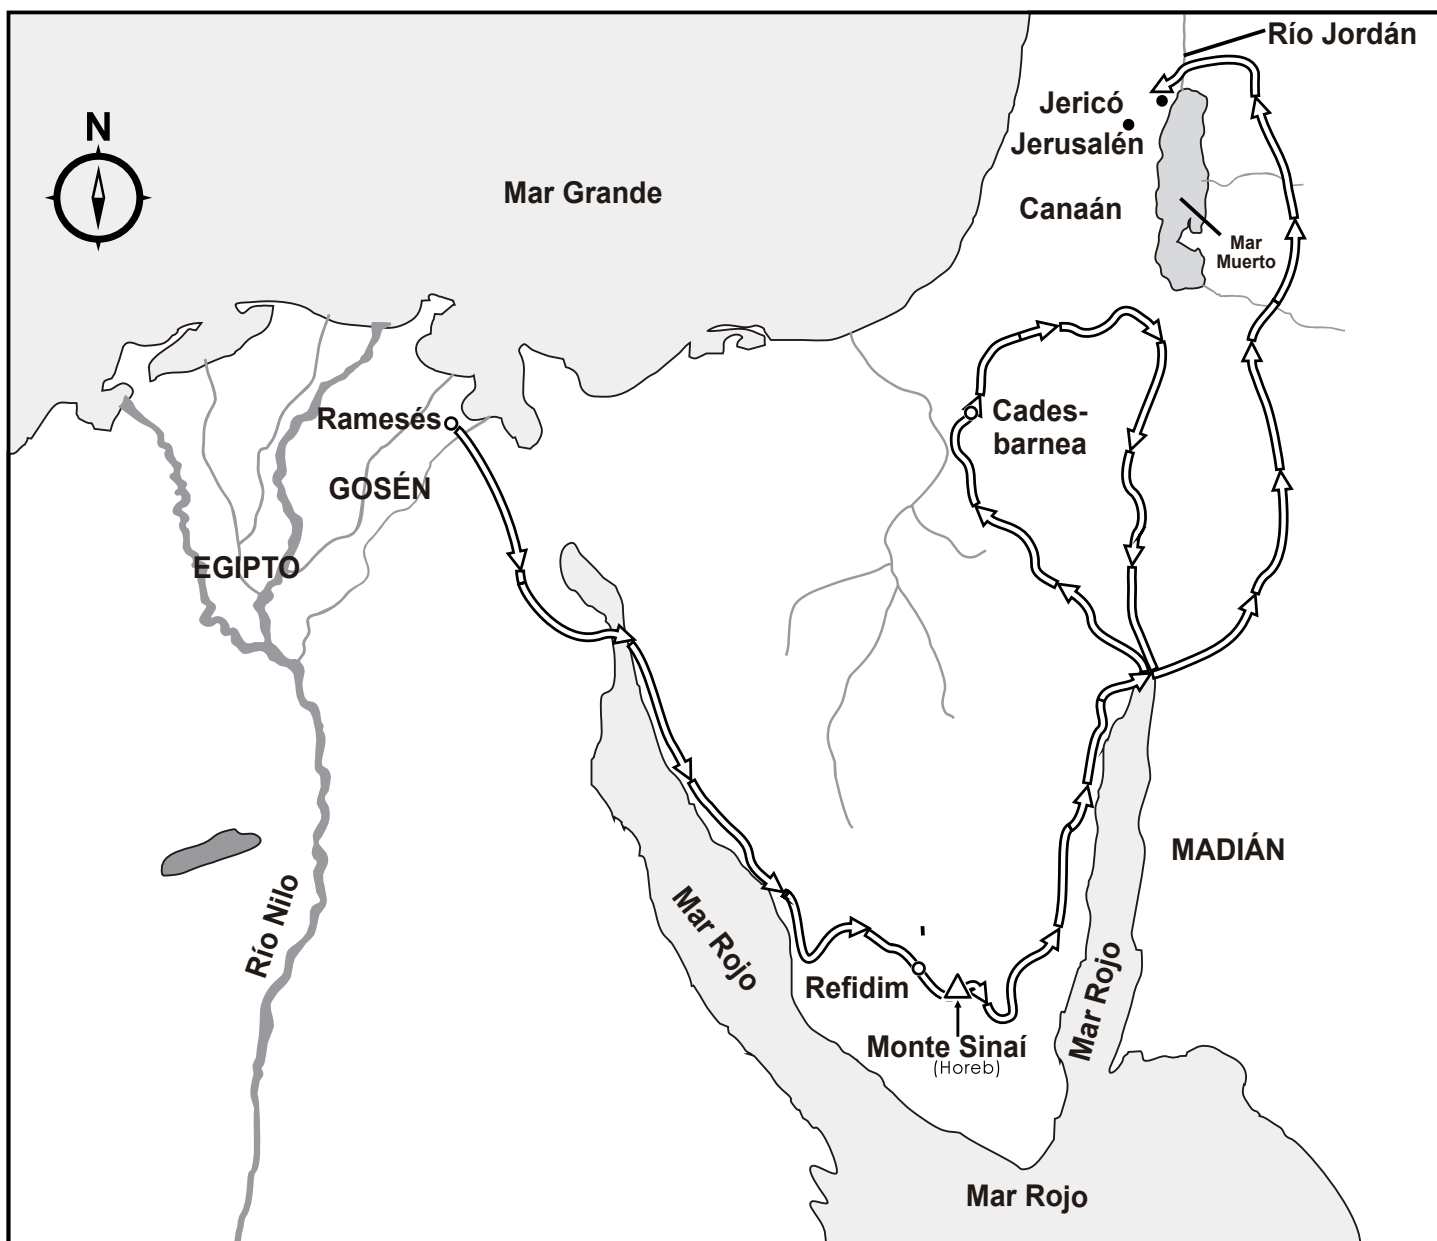 Río Jordán
N
Jericó
Jerusalén
Mar Grande
Canaán
Mar
Muerto
Ramesés
Cades-
barnea
GOSÉN
EGIPTO
MADIÁN
Río Nilo
Mar Rojo
Mar Rojo
Refidim
Monte Sinaí
(Horeb)
Mar Rojo